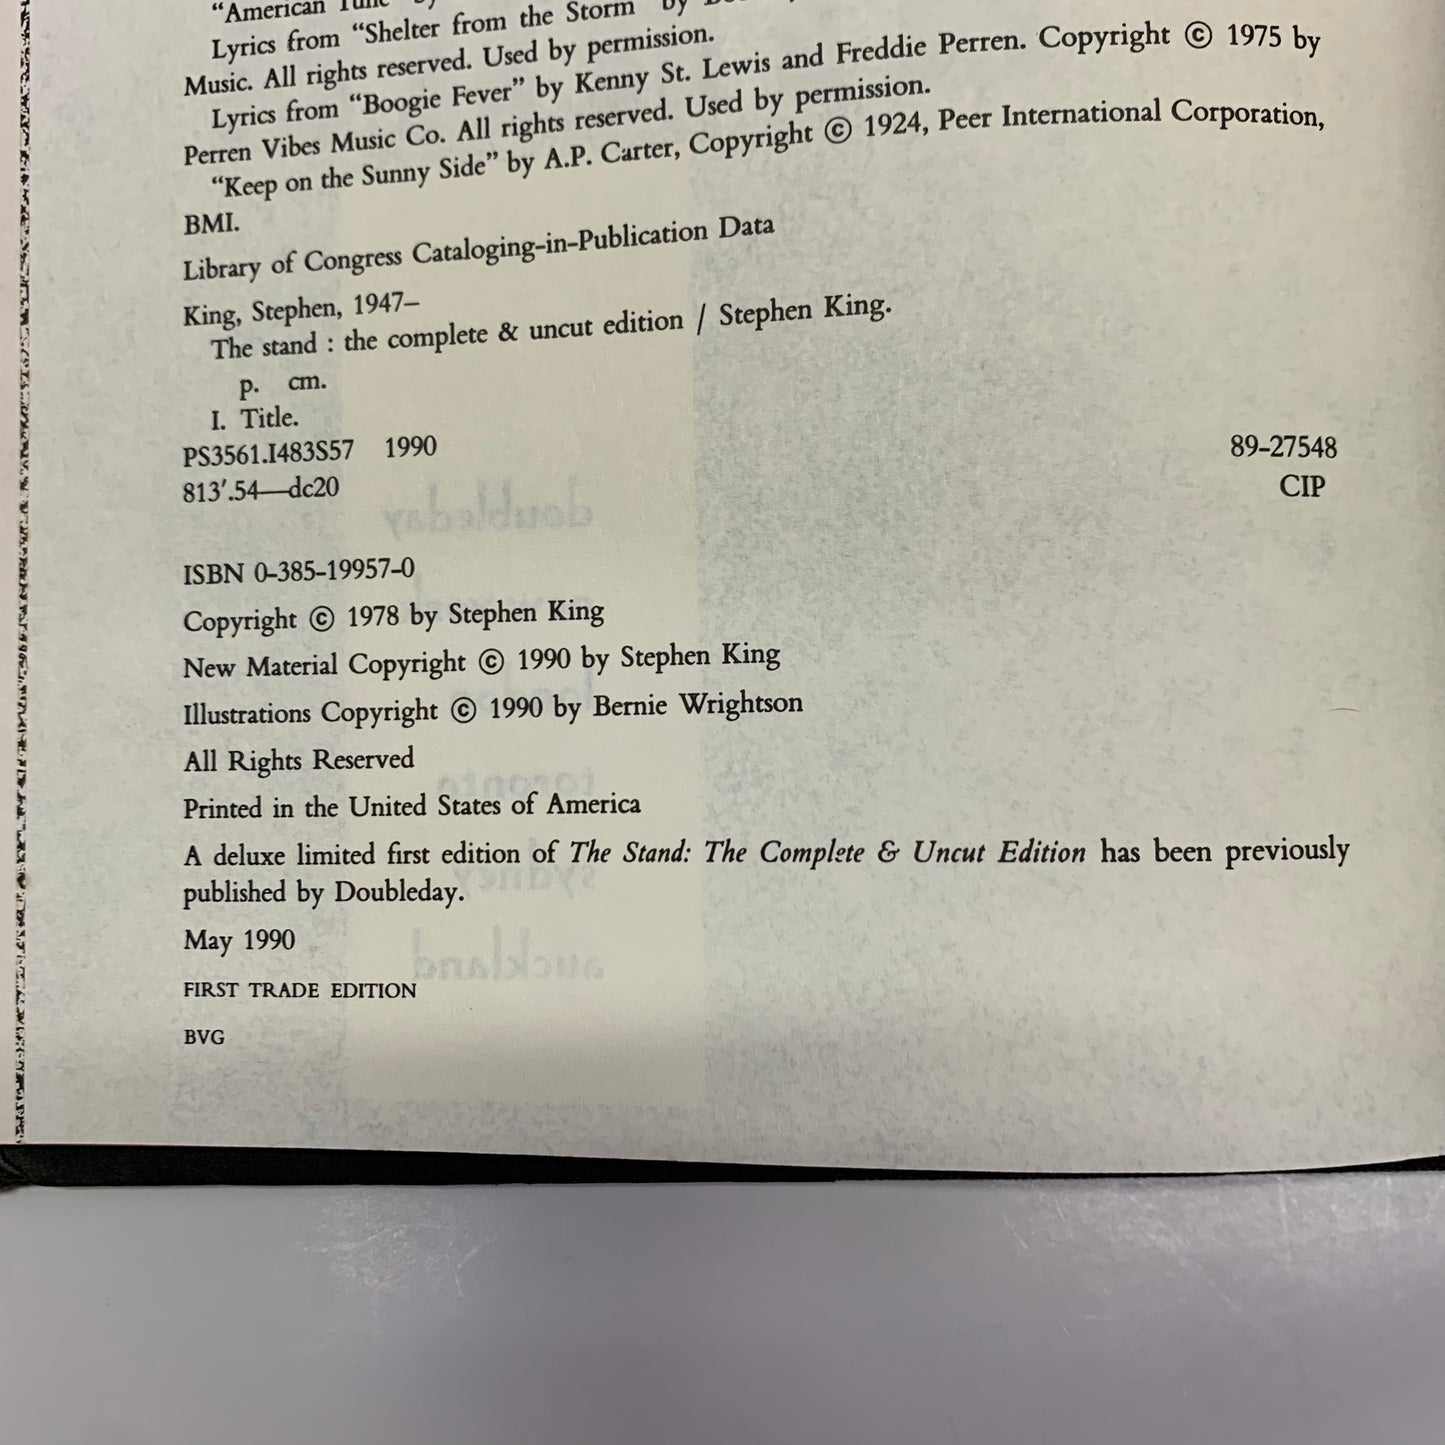 "American Tune"
Lyrics from "Shelter from the Storm" by
Music. All rights reserved. Used by permission.
Lyrics from "Boogie Fever" by Kenny St. Lewis and Freddie Perren. Copyright © 1975 by
Perren Vibes Music Co. All rights reserved. Used by permission.
"Keep on the Sunny Side" by A.P. Carter, Copyright © 1924, Peer International Corporation,
BMI.
Library of Congress Cataloging-in-Publication Data
King, Stephen, 1947–
The stand : the complete & uncut edition / Stephen King.
p. cm.
I. Title.
PS3561.I483S57 1990 89-27548
813'.54—dc20 CIP
doubleday
ISBN 0-385-19957-0
Copyright © 1978 by Stephen King
New Material Copyright © 1990 by Stephen King
Illustrations Copyright © 1990 by Bernie Wrightson
All Rights Reserved
toronto
Printed in the United States of America
A deluxe limited first edition of The Stand: The Complete & Uncut Edition has been previously
sydney
published by Doubleday.
May 1990
auckland
FIRST TRADE EDITION
BVG